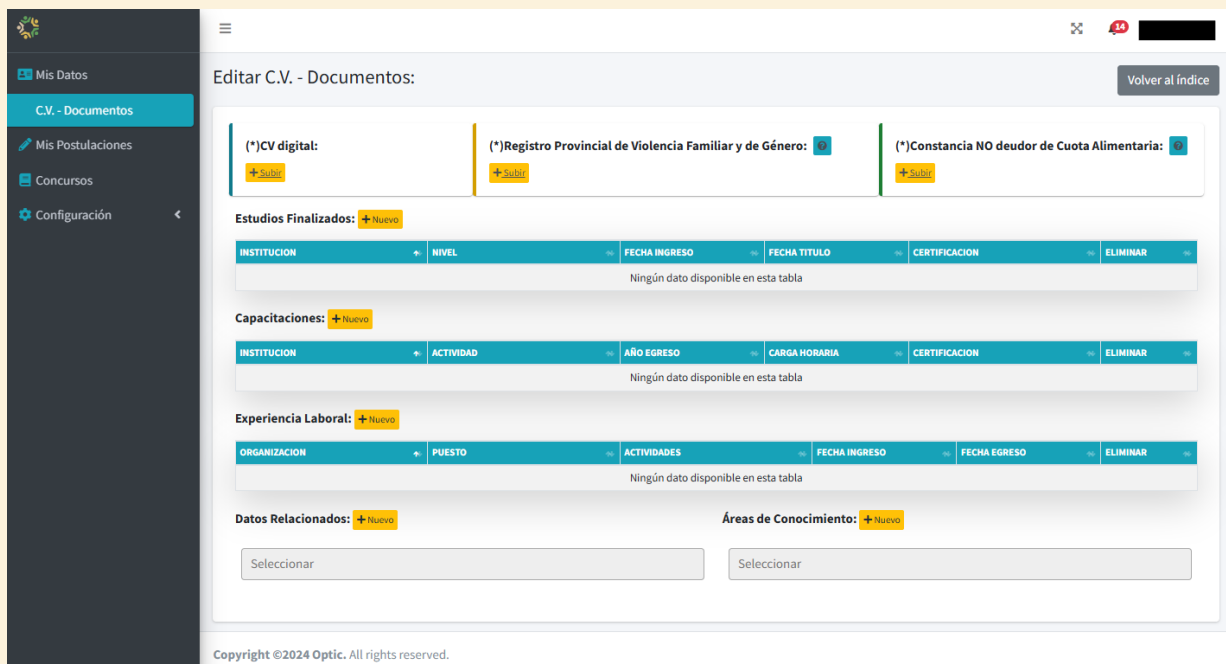 14
Mis Datos
C.V. - Documentos
Mis Postulaciones
Concursos
Configuración
Editar C.V. - Documentos:
Volver al índice
(*)CV digital:
+ Subir
(*)Registro Provincial de Violencia Familiar y de Género: ?
+ Subir
(*)Constancia NO deudor de Cuota Alimentaria: ?
+ Subir
Estudios Finalizados: + Nuevo
INSTITUCION NIVEL FECHA INGRESO FECHA TITULO CERTIFICACION ELIMINAR
Ningún dato disponible en esta tabla
Capacitaciones: + Nuevo
INSTITUCION ACTIVIDAD AÑO EGRESO CARGA HORARIA CERTIFICACION ELIMINAR
Ningún dato disponible en esta tabla
Experiencia Laboral: + Nuevo
ORGANIZACION PUESTO ACTIVIDADES FECHA INGRESO FECHA EGRESO ELIMINAR
Ningún dato disponible en esta tabla
Datos Relacionados: + Nuevo
Áreas de Conocimiento: + Nuevo
Seleccionar
Seleccionar
Copyright ©2024 Optic. All rights reserved.